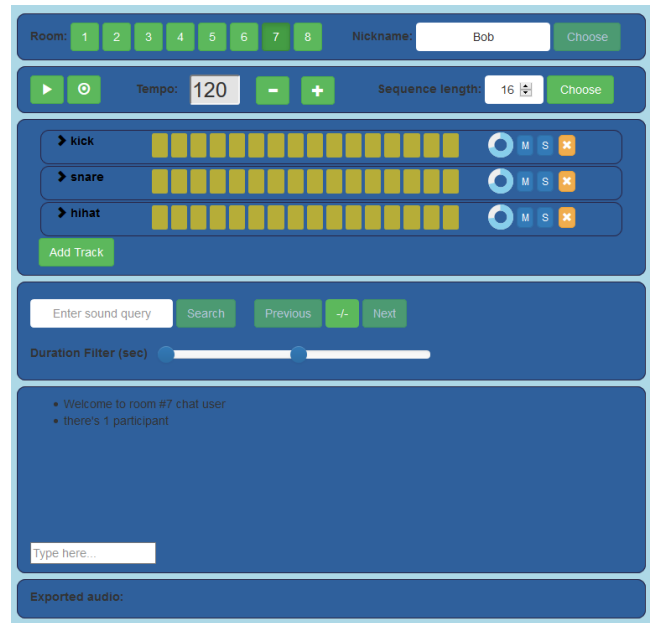 Room: 1 2 3 4 5 6 7 8 Nickname: Bob Choose
Tempo: 120 Sequence length: 16 Choose
kick M S
snare M S
hihat M S
Add Track
Enter sound query Search Previous -/- Next
Duration Filter (sec)
Welcome to room #7 chat user
there's 1 participant
Type here...
Exported audio: